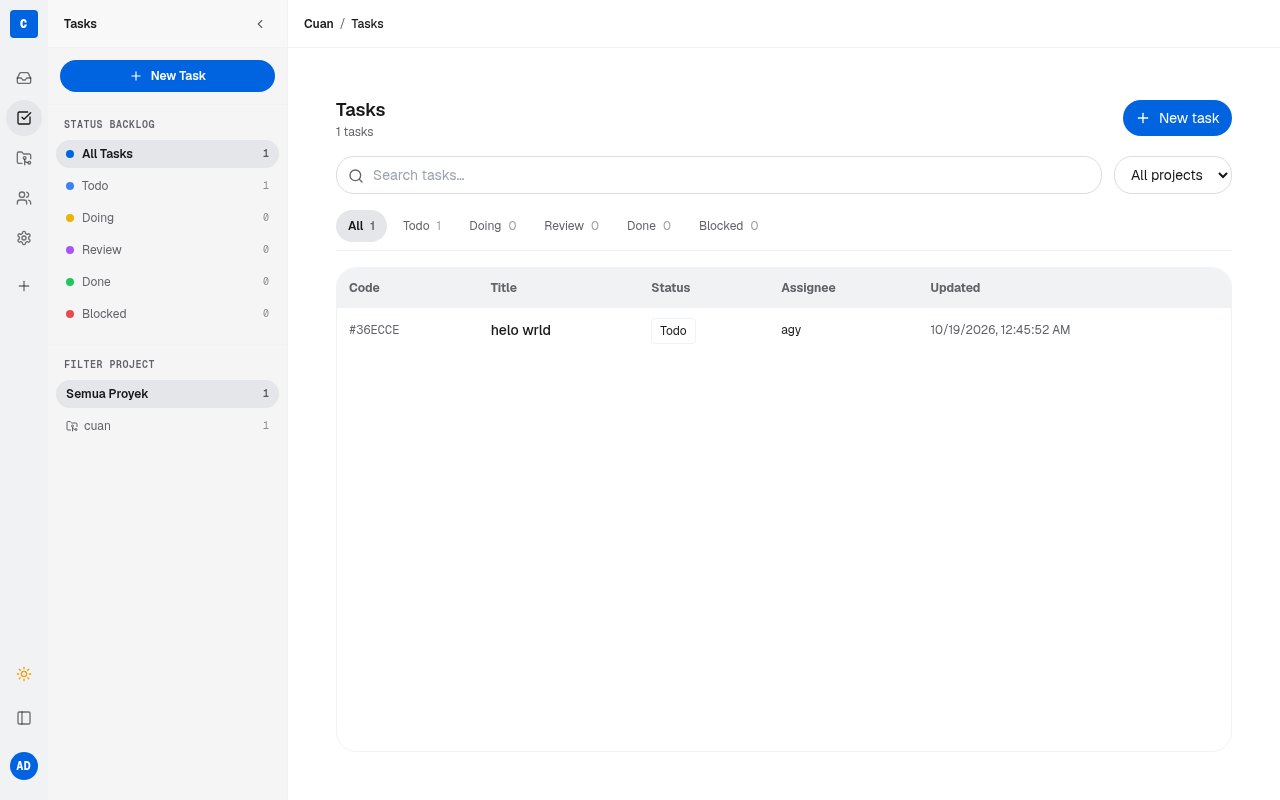 C
Tasks
Cuan / Tasks
New Task
STATUS BACKLOG
All Tasks 1
Todo 1
Doing 0
Review 0
Done 0
Blocked 0
FILTER PROJECT
Semua Proyek 1
cuan 1
AD
Tasks
1 tasks
New task
Search tasks...
All projects
All 1 Todo 1 Doing 0 Review 0 Done 0 Blocked 0
Code Title Status Assignee Updated
#36ECCE helo wrld Todo agy 10/19/2026, 12:45:52 AM